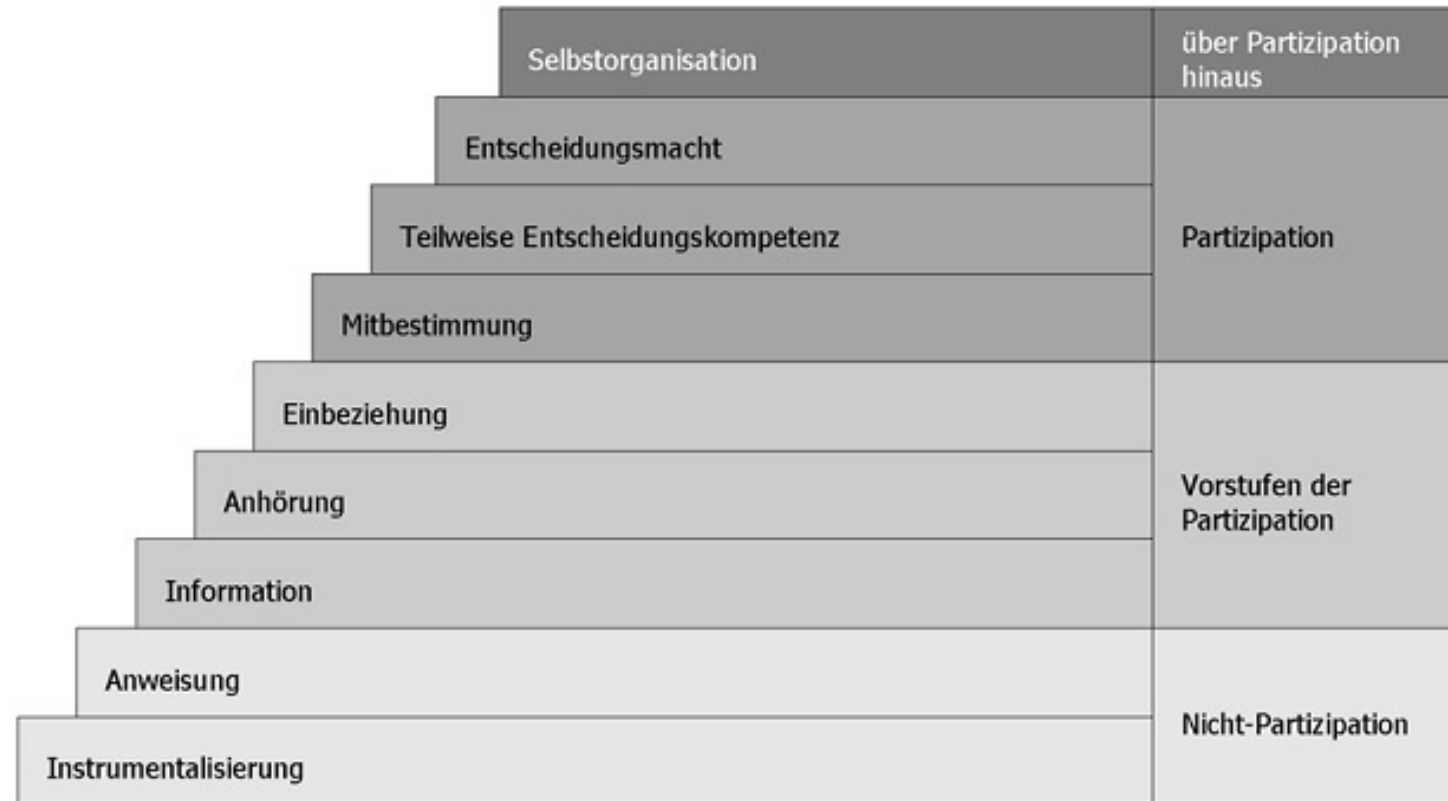 Selbstorganisation
über Partizipation
hinaus
Entscheidungsmacht
Teilweise Entscheidungskompetenz
Partizipation
Mitbestimmung
Einbeziehung
Anhörung
Vorstufen der
Partizipation
Information
Anweisung
Nicht-Partizipation
Instrumentalisierung